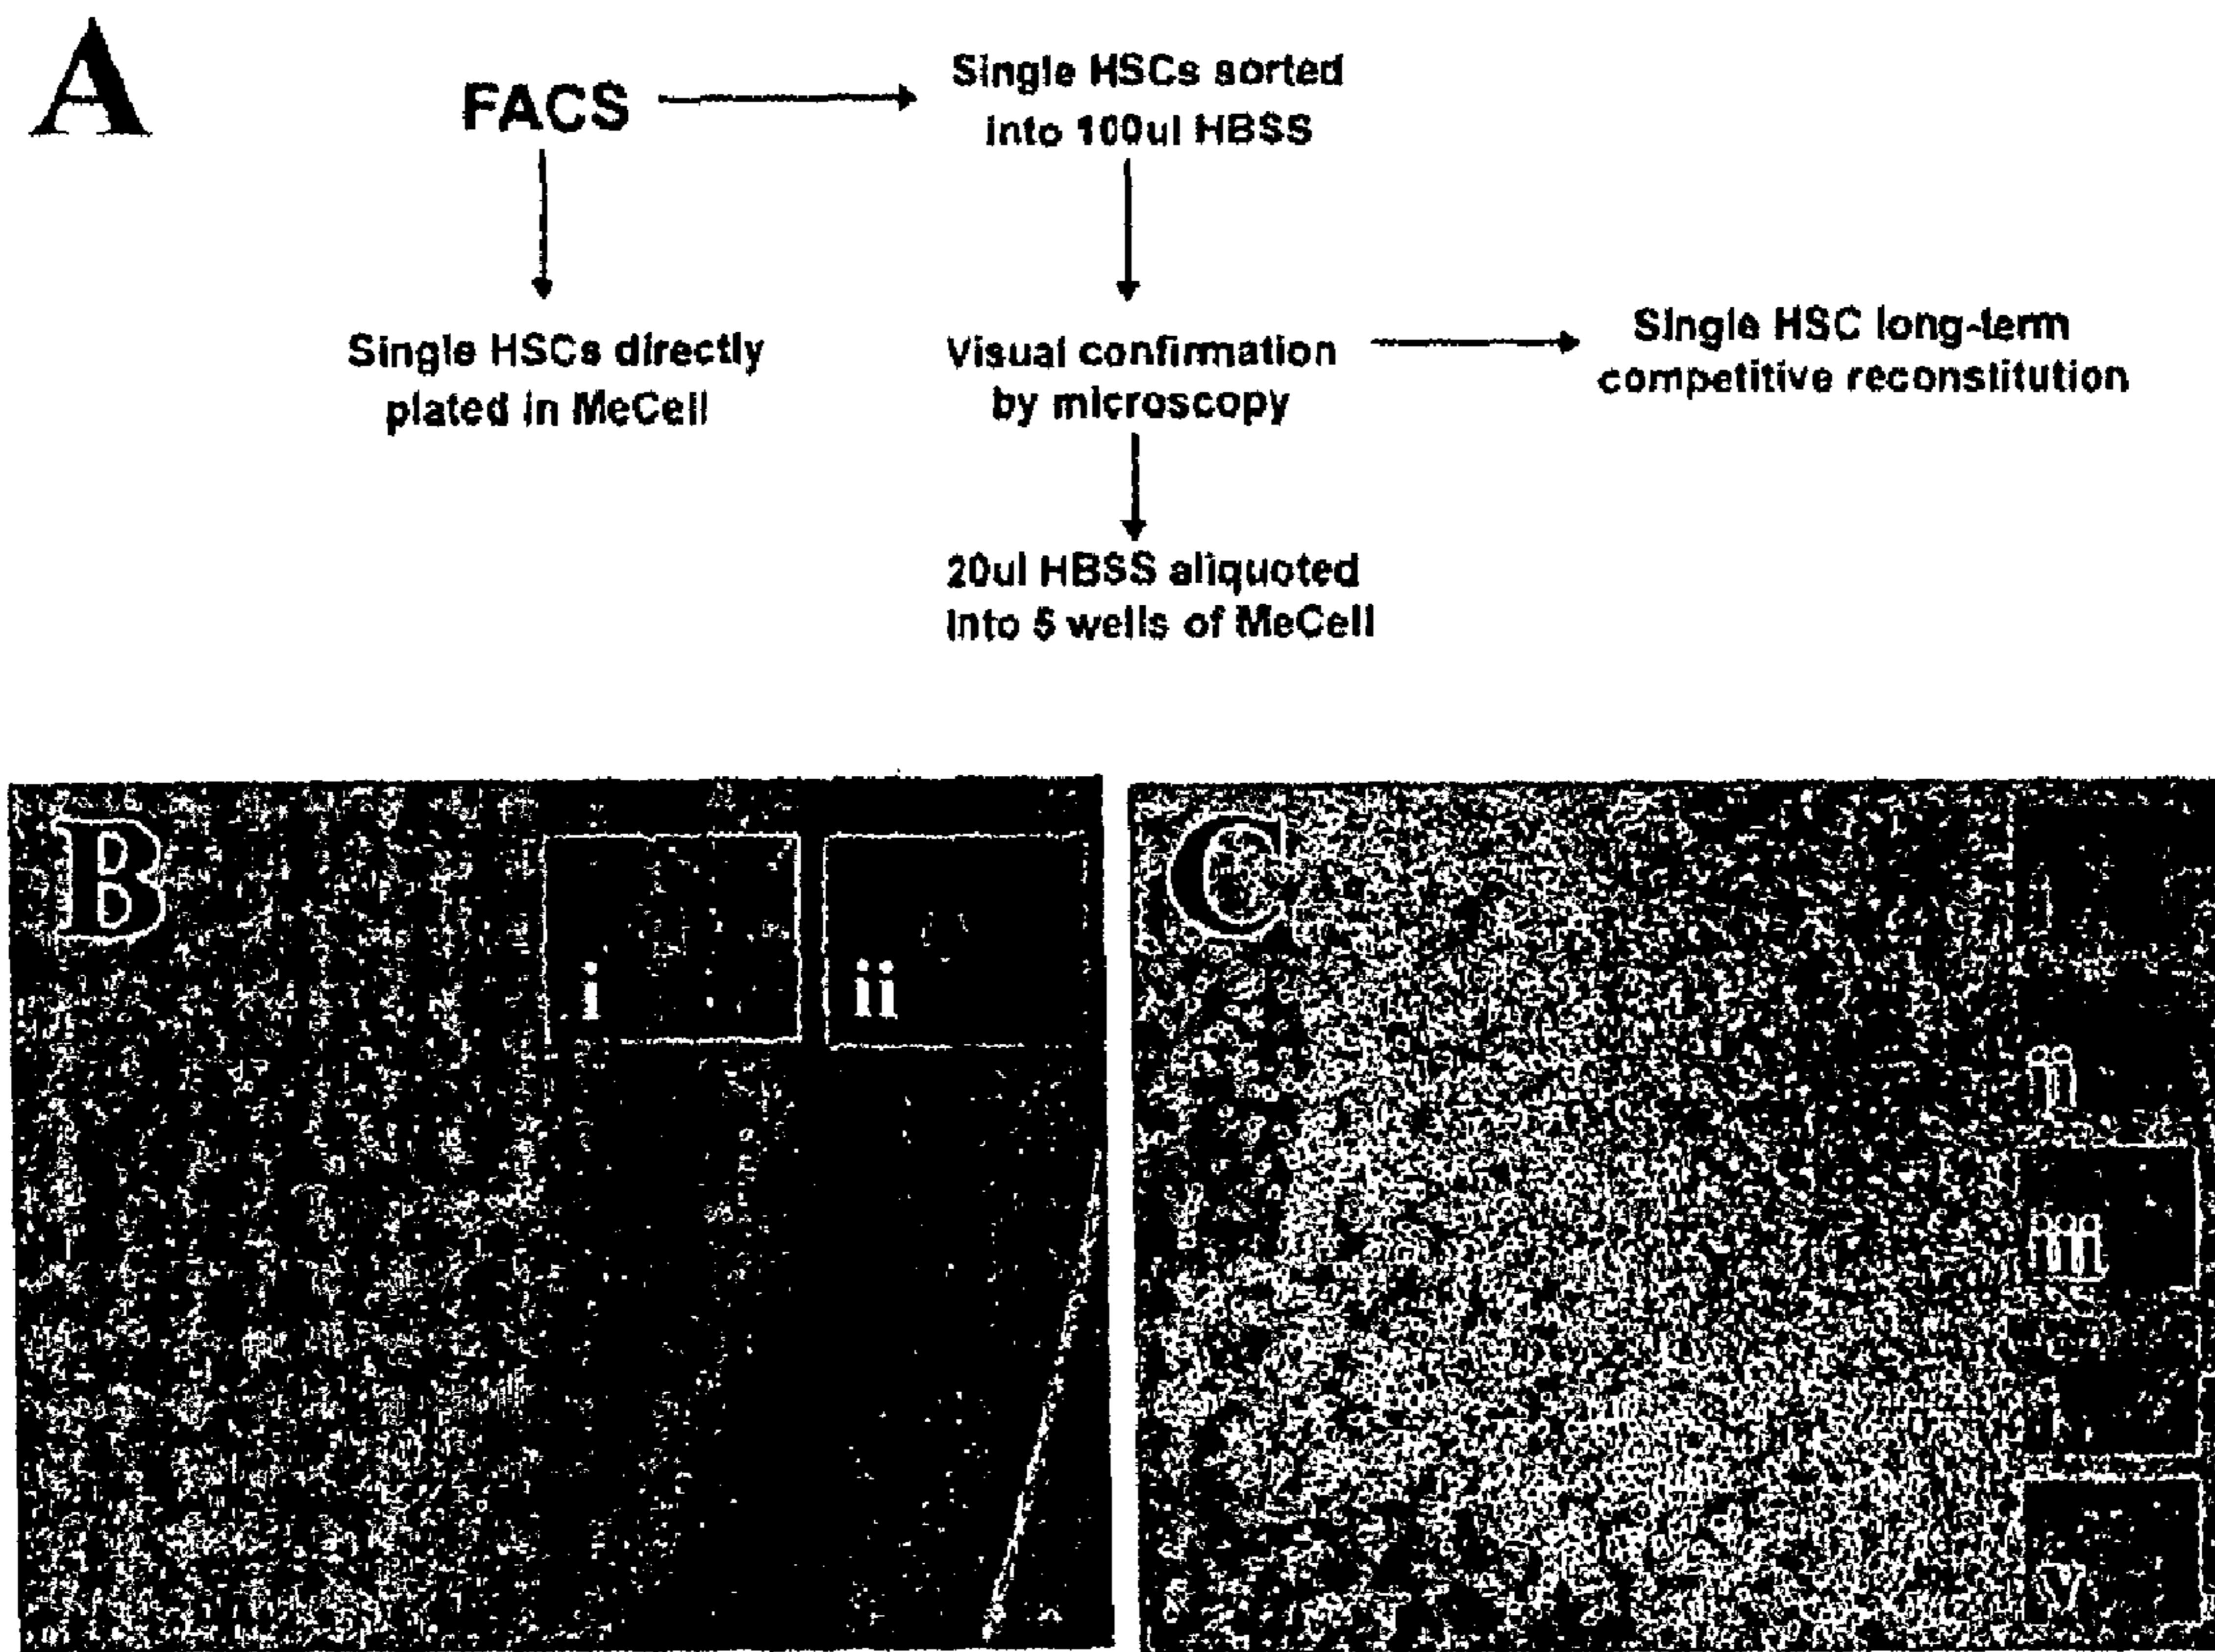 A
FACS
Single HSCs sorted
into 100ul HBSS
Single HSCs directly
plated in MeCell
Visual confirmation
by microscopy
Single HSC long-term
competitive reconstitution
20ul HBSS aliquoted
into 5 wells of MeCell
B
i
ii
C
i
ii
iii
v